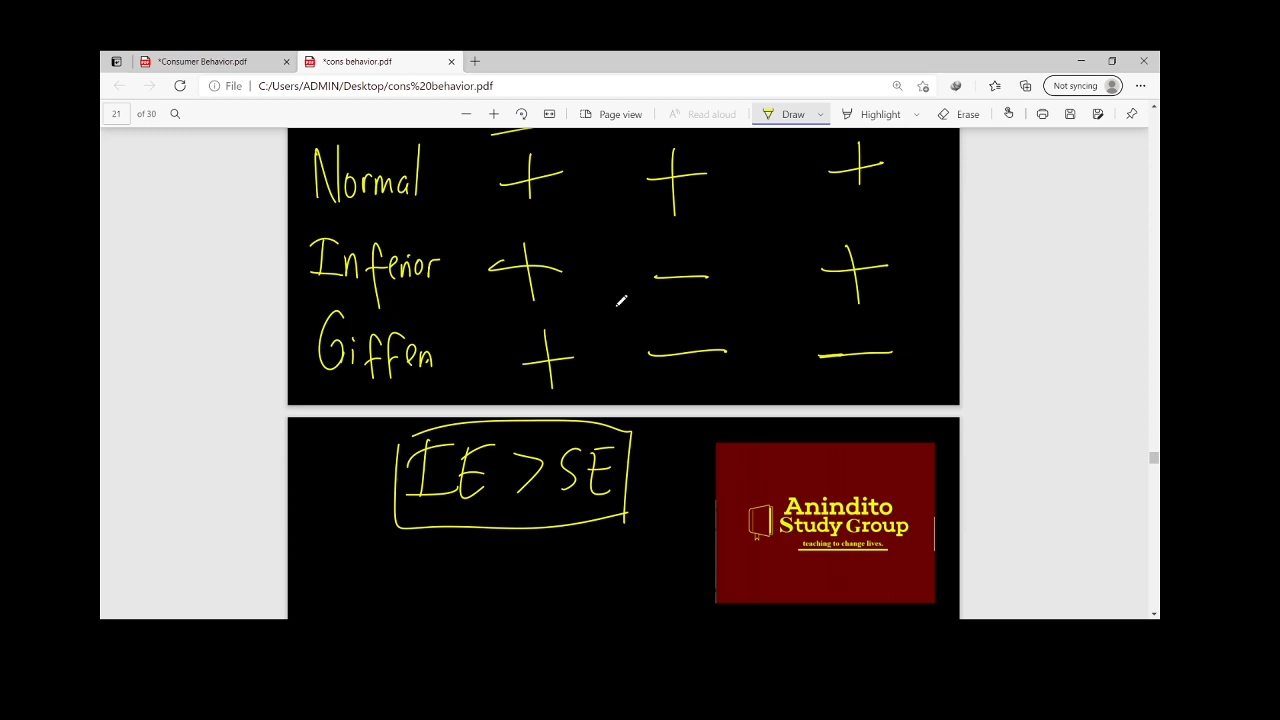 *Consumer Behavior.pdf
*cons behavior.pdf
File
C:/Users/ADMIN/Desktop/cons%20behavior.pdf
Not syncing
21 of 30
Page view
Read aloud
Draw
Highlight
Erase
Normal + + +
Inferior + − +
Giffen + − −
IE > SE
Anindito
Study Group
teaching to change lives.